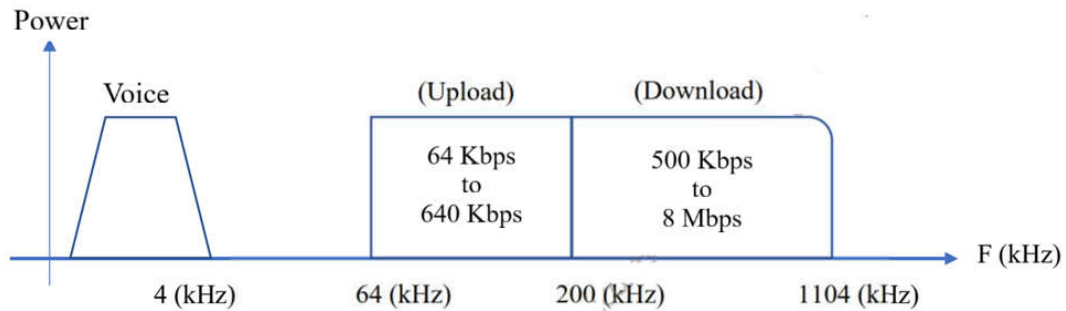 Power
Voice
(Upload)
(Download)
64 Kbps
to
640 Kbps
500 Kbps
to
8 Mbps
F (kHz)
4 (kHz)
64 (kHz)
200 (kHz)
1104 (kHz)